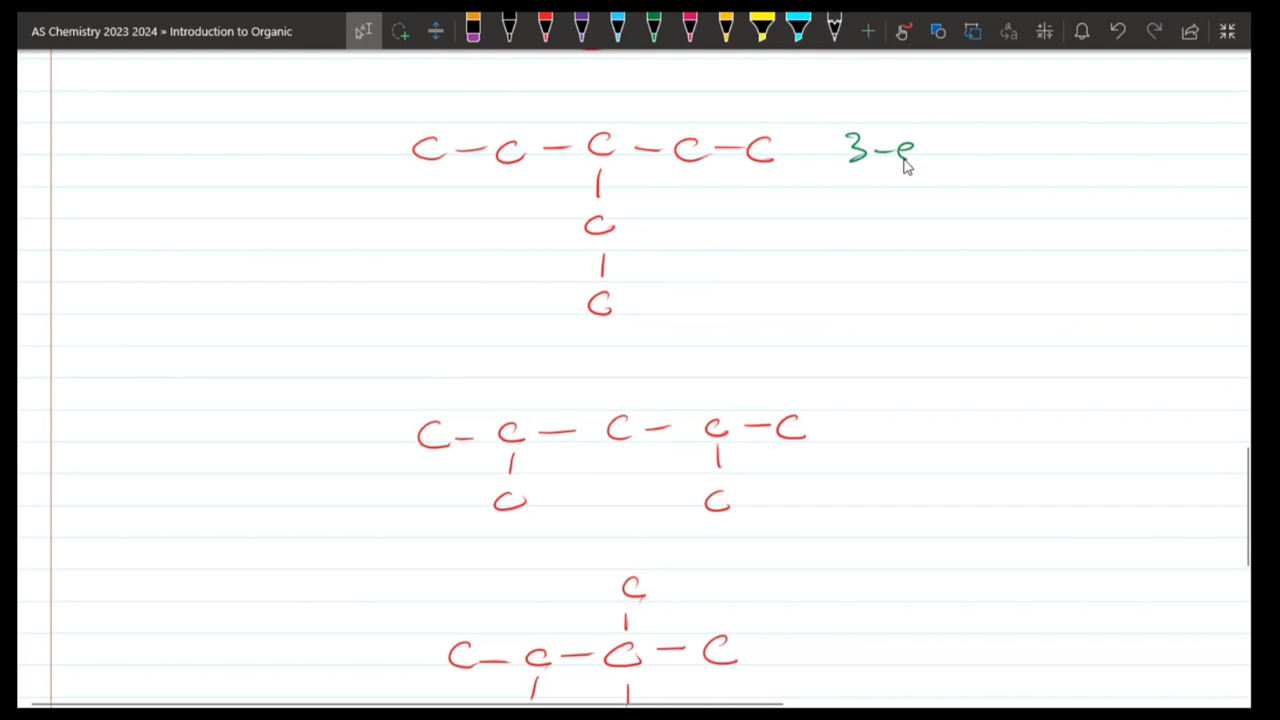 AS Chemistry 2023 2024 » Introduction to Organic
C - C - C - C - C 3-e
C
C
C - C - C - C - C
C C
C
C - C - C - C